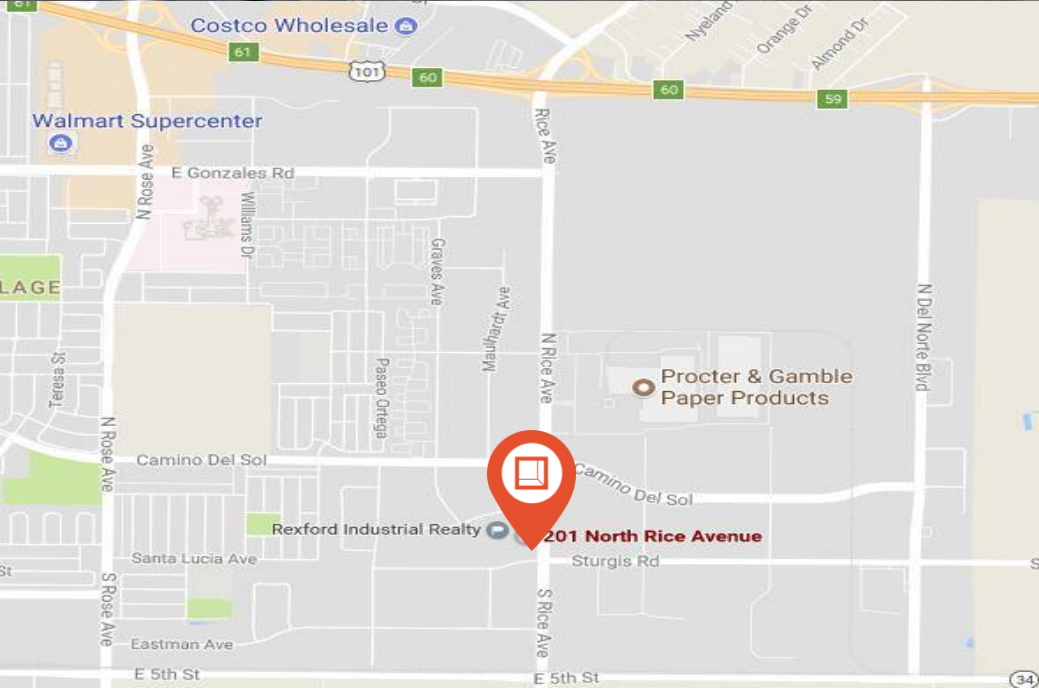 61
Costco Wholesale
61
101
60
60
59
Nyeland
Orange Dr
Almond Dr
Walmart Supercenter
Rice Ave
N Rose Ave
E Gonzales Rd
Williams Dr
Graves Ave
Maulhardt Ave
LAGE
N Del Norte Blvd
N Rice Ave
Teresa St
Paseo Ortega
Procter & Gamble
Paper Products
N Rose Ave
Camino Del Sol
Camino Del Sol
Rexford Industrial Realty
201 North Rice Avenue
Santa Lucia Ave
Sturgis Rd
St
S
S Rose Ave
S Rice Ave
Eastman Ave
E 5th St
E 5th St
34